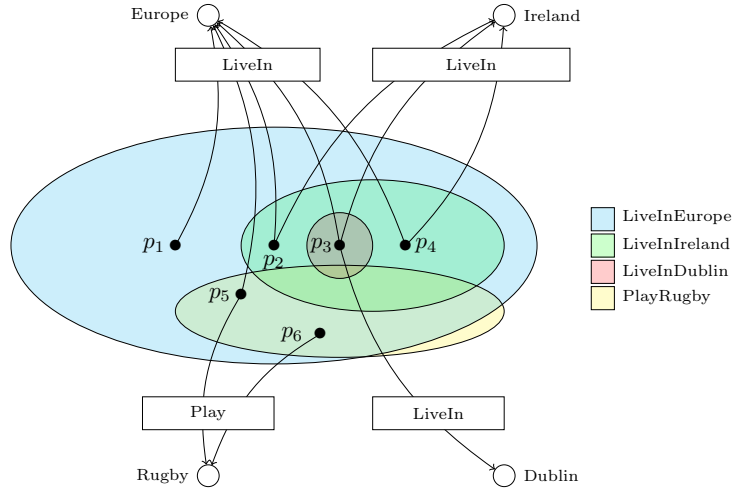 Europe
Ireland
LiveIn
LiveIn
p1
p2
p3
p4
p5
p6
LiveInEurope
LiveInIreland
LiveInDublin
PlayRugby
Play
LiveIn
Rugby
Dublin